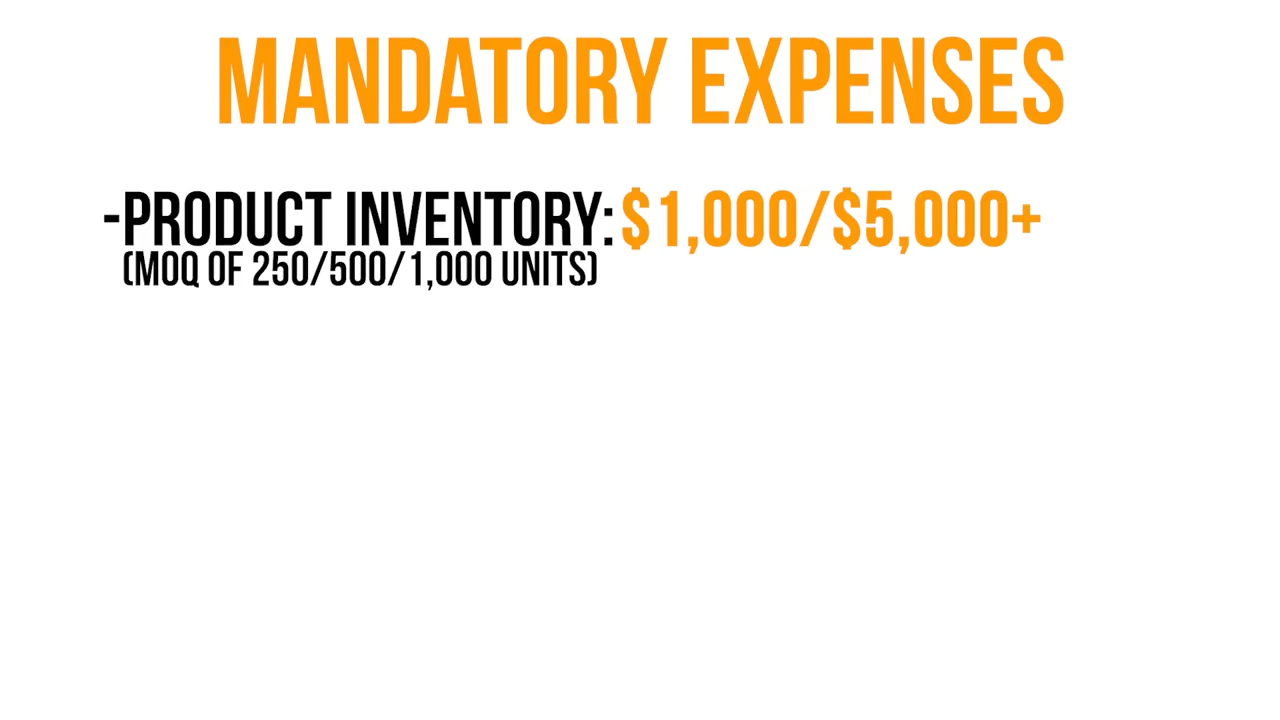 MANDATORY EXPENSES
-PRODUCT INVENTORY: $1,000/$5,000+
(MOQ OF 250/500/1,000 UNITS)